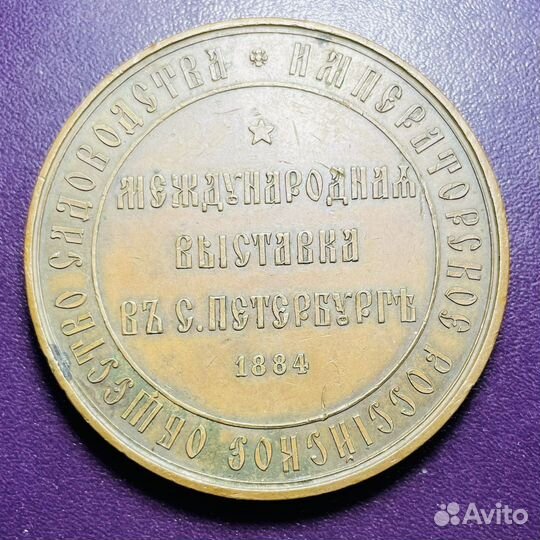 ИМПЕРАТОРСКОЕ РОССІЙСКОЕ ОБЩЕСТВО САДОВОДСТВА
МЕЖДУНАРОДНАЯ
ВЫСТАВКА
ВЪ С. ПЕТЕРБУРГѢ
1884
Avito